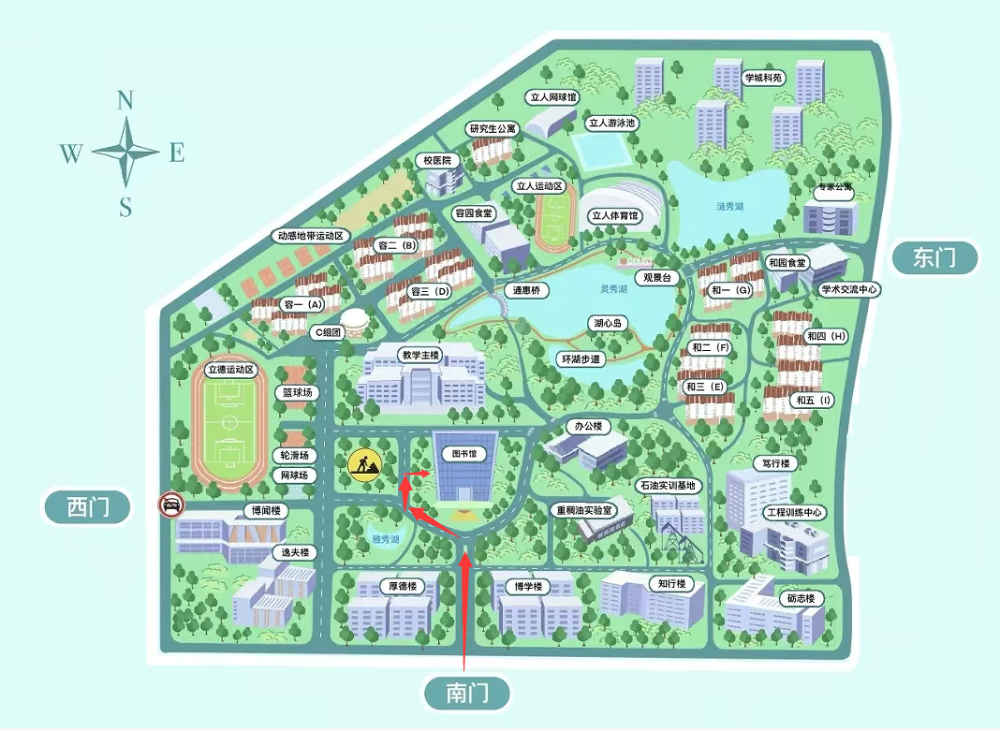 N
W
E
S
学城科苑
立人网球馆
立人游泳池
研究生公寓
校医院
立人运动区
专家公寓
涟秀湖
容园食堂
立人体育馆
动感地带运动区
容二（B）
东门
和园食堂
观景台
容三（D）
通惠桥
灵秀湖
和一（G）
学术交流中心
容一（A）
湖心岛
C组团
和四（H）
教学主楼
环湖步道
和二（F）
立德运动区
篮球场
和三（E）
和五（I）
办公楼
轮滑场
图书馆
笃行楼
网球场
石油实训基地
西门
博闻楼
重稠油实验室
工程训练中心
雅秀湖
逸夫楼
厚德楼
博学楼
知行楼
砺志楼
南门